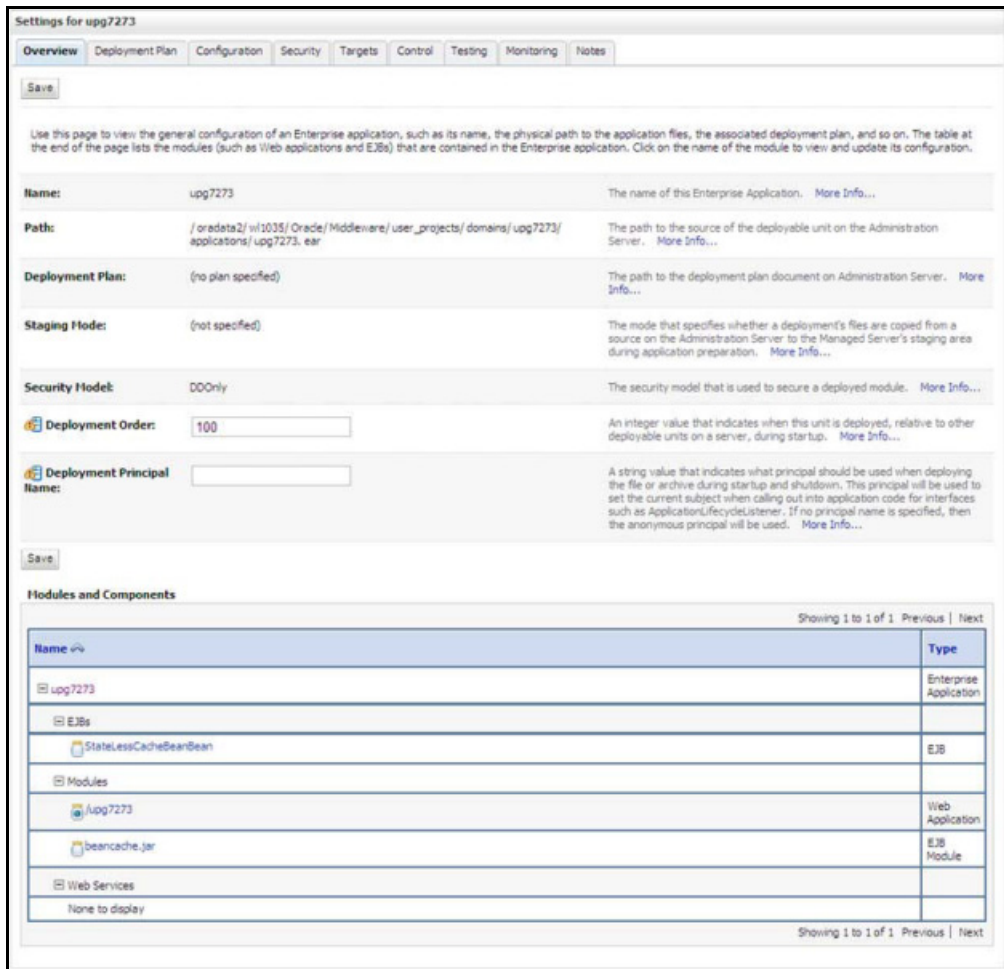 Settings for upg7273
Overview Deployment Plan Configuration Security Targets Control Testing Monitoring Notes
Save
Use this page to view the general configuration of an Enterprise application, such as its name, the physical path to the application files, the associated deployment plan, and so on. The table at
the end of the page lists the modules (such as Web applications and EJBs) that are contained in the Enterprise application. Click on the name of the module to view and update its configuration.
Name: upg7273 The name of this Enterprise Application. More Info...
Path: / oradata2/ wl1035/ Oracle/ Middleware/ user_projects/ domains/ upg7273/ The path to the source of the deployable unit on the Administration
applications/ upg7273. ear Server. More Info...
Deployment Plan: (no plan specified) The path to the deployment plan document on Administration Server. More
Info...
Staging Mode: (not specified) The mode that specifies whether a deployment's files are copied from a
source on the Administration Server to the Managed Server's staging area
during application preparation. More Info...
Security Model: DDOnly The security model that is used to secure a deployed module. More Info...
Deployment Order: 100 An integer value that indicates when this unit is deployed, relative to other
deployable units on a server, during startup. More Info...
Deployment Principal A string value that indicates what principal should be used when deploying
Name: the file or archive during startup and shutdown. This principal will be used to
set the current subject when calling out into application code for interfaces
such as ApplicationLifecycleListener. If no principal name is specified, then
the anonymous principal will be used. More Info...
Save
Modules and Components
Showing 1 to 1 of 1 Previous | Next
Name Type
upg7273 Enterprise
Application
EJBs
StateLessCacheBeanBean EJB
Modules
/upg7273 Web
Application
beancache.jar EJB
Module
Web Services
None to display
Showing 1 to 1 of 1 Previous | Next